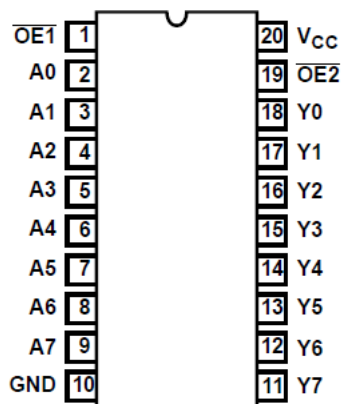 O̅E̅1̅ 1 20 VCC
A0 2 19 O̅E̅2̅
A1 3 18 Y0
A2 4 17 Y1
A3 5 16 Y2
A4 6 15 Y3
A5 7 14 Y4
A6 8 13 Y5
A7 9 12 Y6
GND 10 11 Y7